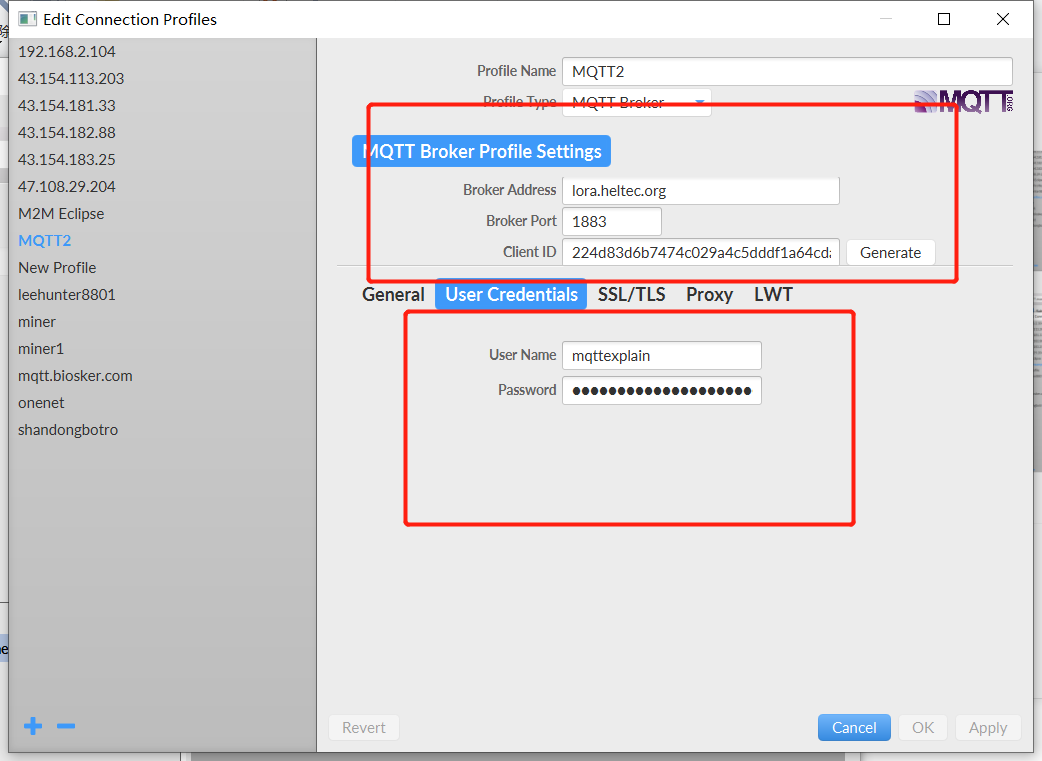 Edit Connection Profiles
192.168.2.104
43.154.113.203
43.154.181.33
43.154.182.88
43.154.183.25
47.108.29.204
M2M Eclipse
MQTT2
New Profile
leehunter8801
miner
miner1
mqtt.biosker.com
onenet
shandongbotro
Profile Name MQTT2
Profile Type MQTT Broker
MQTT.ORG
MQTT Broker Profile Settings
Broker Address lora.heltec.org
Broker Port 1883
Client ID 224d83d6b7474c029a4c5dddf1a64cda Generate
General User Credentials SSL/TLS Proxy LWT
User Name mqttexplain
Password ●●●●●●●●●●●●●●●●●●●●
Revert Cancel OK Apply